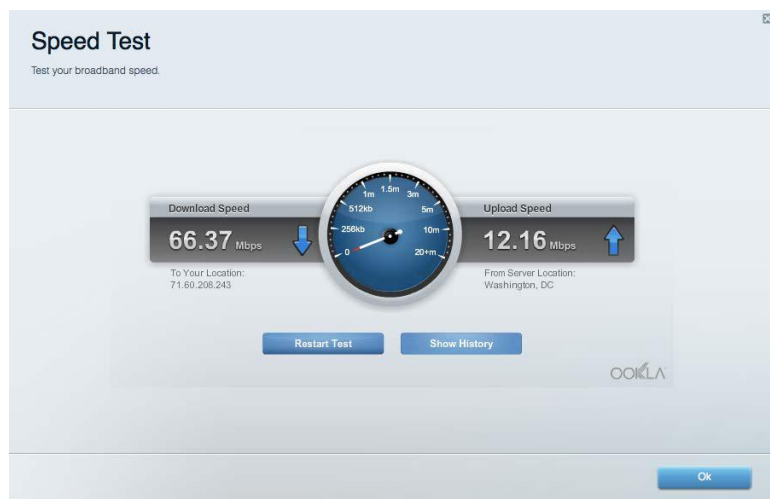 Speed Test
Test your broadband speed.
Download Speed
66.37 Mbps
To Your Location:
71.60.208.243
0
256kb
512kb
1m
1.5m
3m
5m
10m
20+m
Upload Speed
12.16 Mbps
From Server Location:
Washington, DC
Restart Test
Show History
OOKLA
Ok